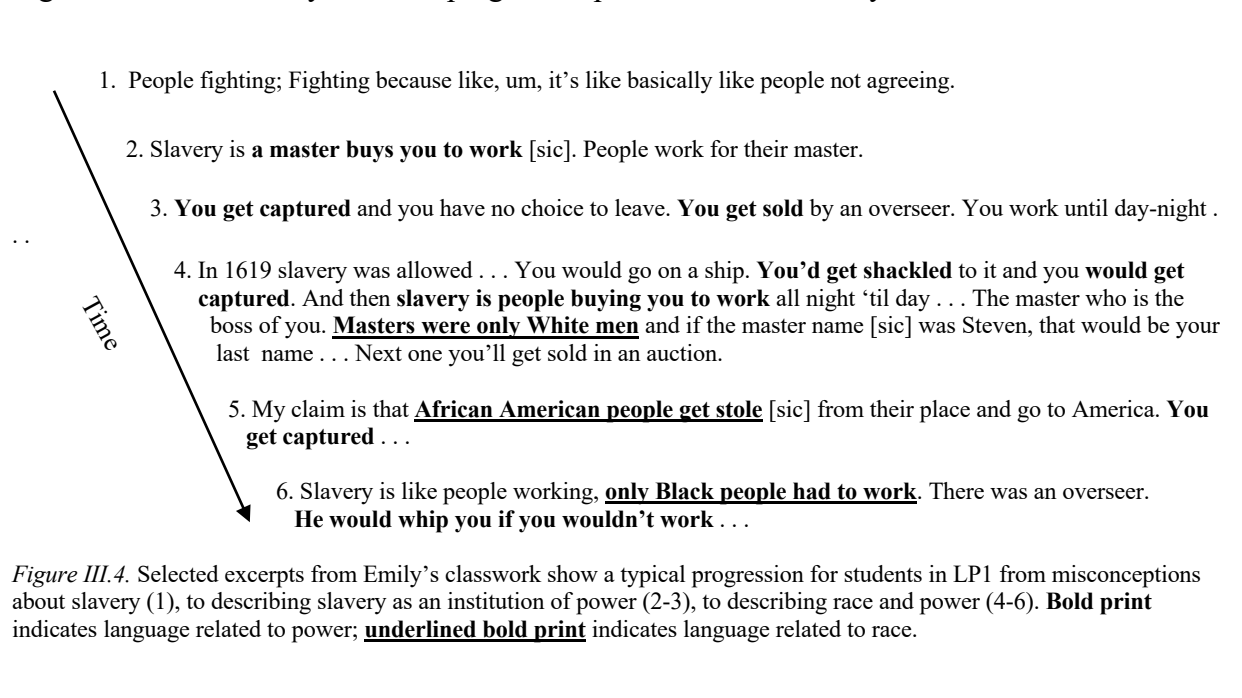 1. People fighting; Fighting because like, um, it’s like basically like people not agreeing.
2. Slavery is a master buys you to work [sic]. People work for their master.
3. You get captured and you have no choice to leave. You get sold by an overseer. You work until day-night .
. .
4. In 1619 slavery was allowed . . . You would go on a ship. You’d get shackled to it and you would get
captured. And then slavery is people buying you to work all night ‘til day . . . The master who is the
boss of you. Masters were only White men and if the master name [sic] was Steven, that would be your
last name . . . Next one you’ll get sold in an auction.
Time
5. My claim is that African American people get stole [sic] from their place and go to America. You
get captured . . .
6. Slavery is like people working, only Black people had to work. There was an overseer.
He would whip you if you wouldn’t work . . .
Figure III.4. Selected excerpts from Emily’s classwork show a typical progression for students in LP1 from misconceptions
about slavery (1), to describing slavery as an institution of power (2-3), to describing race and power (4-6). Bold print
indicates language related to power; underlined bold print indicates language related to race.